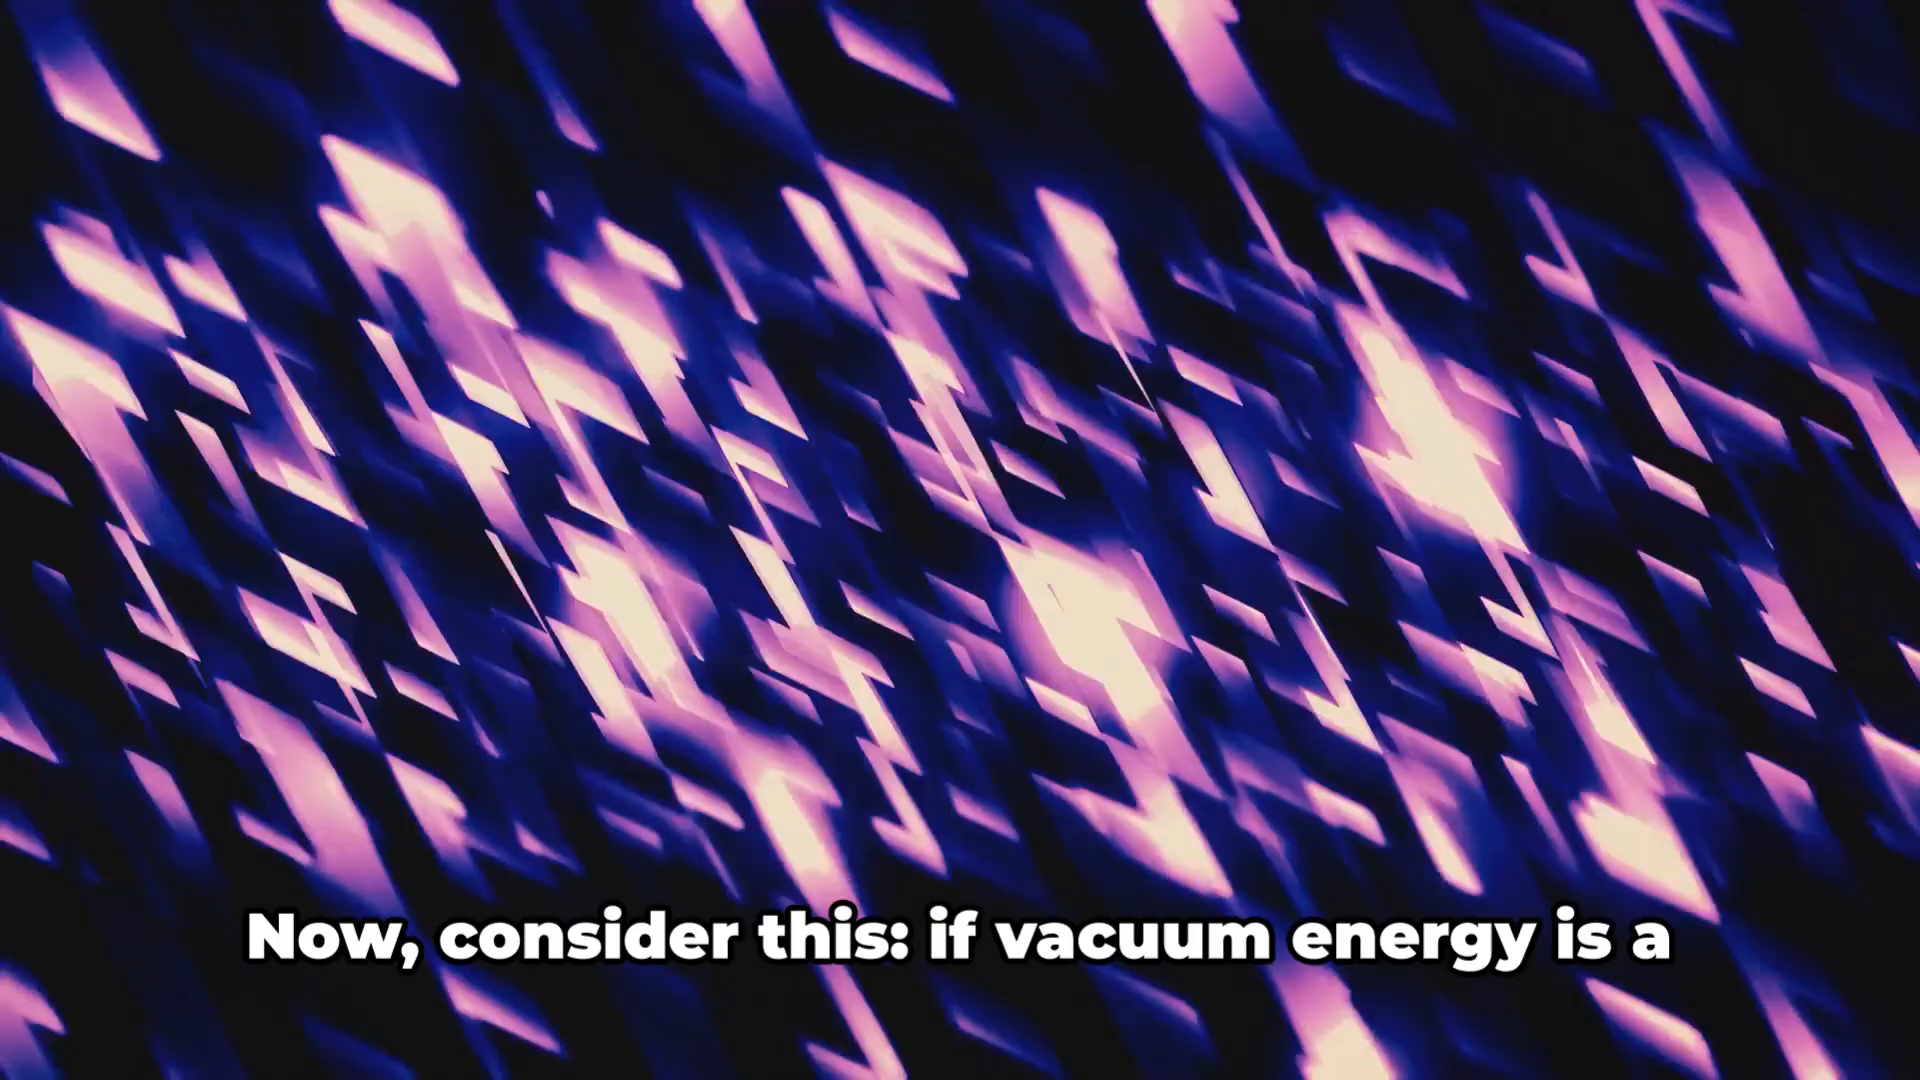 Now, consider this: if vacuum energy is a